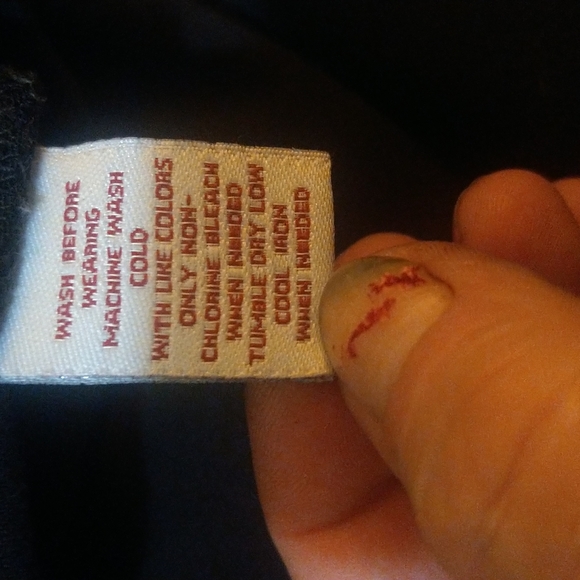 WASH BEFORE
WEARING
MACHINE WASH
COLD
WITH LIKE COLORS
ONLY NON-
CHLORINE BLEACH
WHEN NEEDED
TUMBLE DRY LOW
COOL IRON
WHEN NEEDED